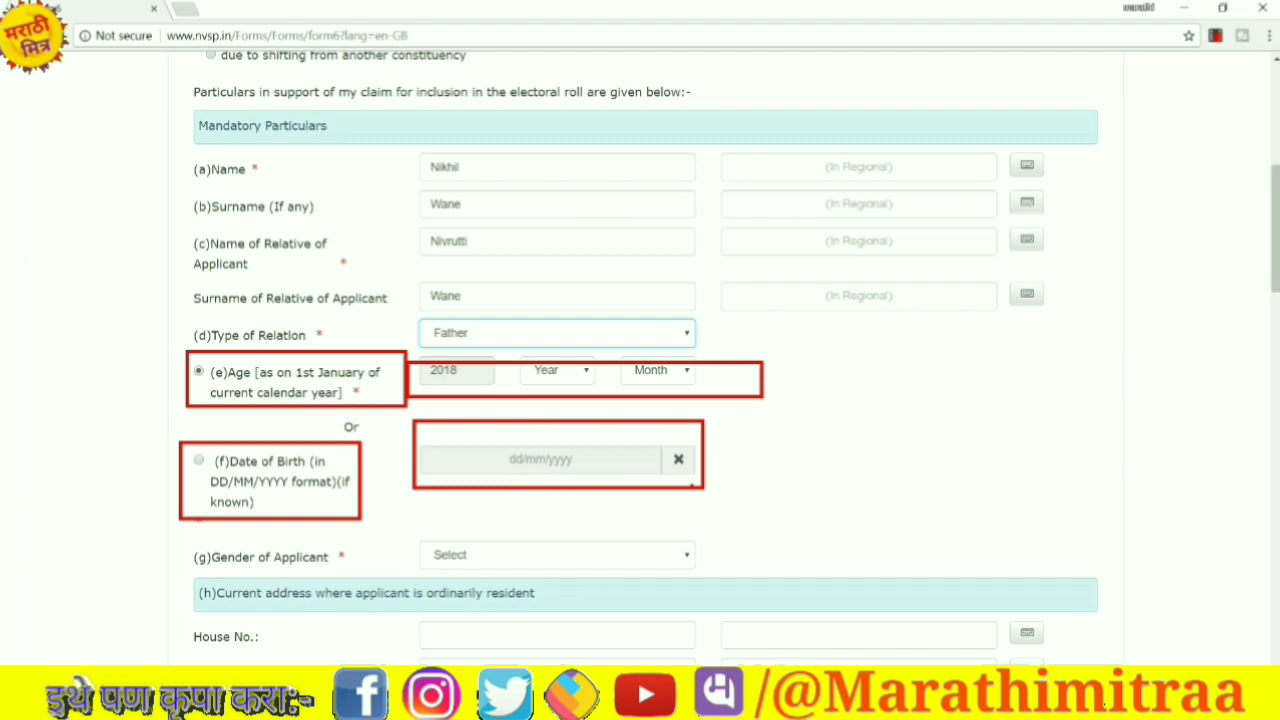 मराठी
मित्र
Not secure
www.nvsp.in/Forms/Forms/form6?lang=en-GB
due to shifting from another constituency
Particulars in support of my claim for inclusion in the electoral roll are given below:-
Mandatory Particulars
(a)Name * Nikhil (In Regional)
(b)Surname (If any) Wane (In Regional)
(c)Name of Relative of Nivrutti (In Regional)
Applicant *
Surname of Relative of Applicant Wane (In Regional)
(d)Type of Relation * Father
(e)Age [as on 1st January of 2018 Year Month
current calendar year] *
Or
(f)Date of Birth (in dd/mm/yyyy
DD/MM/YYYY format)(if
known)
*
(g)Gender of Applicant * Select
(h)Current address where applicant is ordinarily resident
House No.:
इथे पण कृपा करा:- /@Marathimitraa